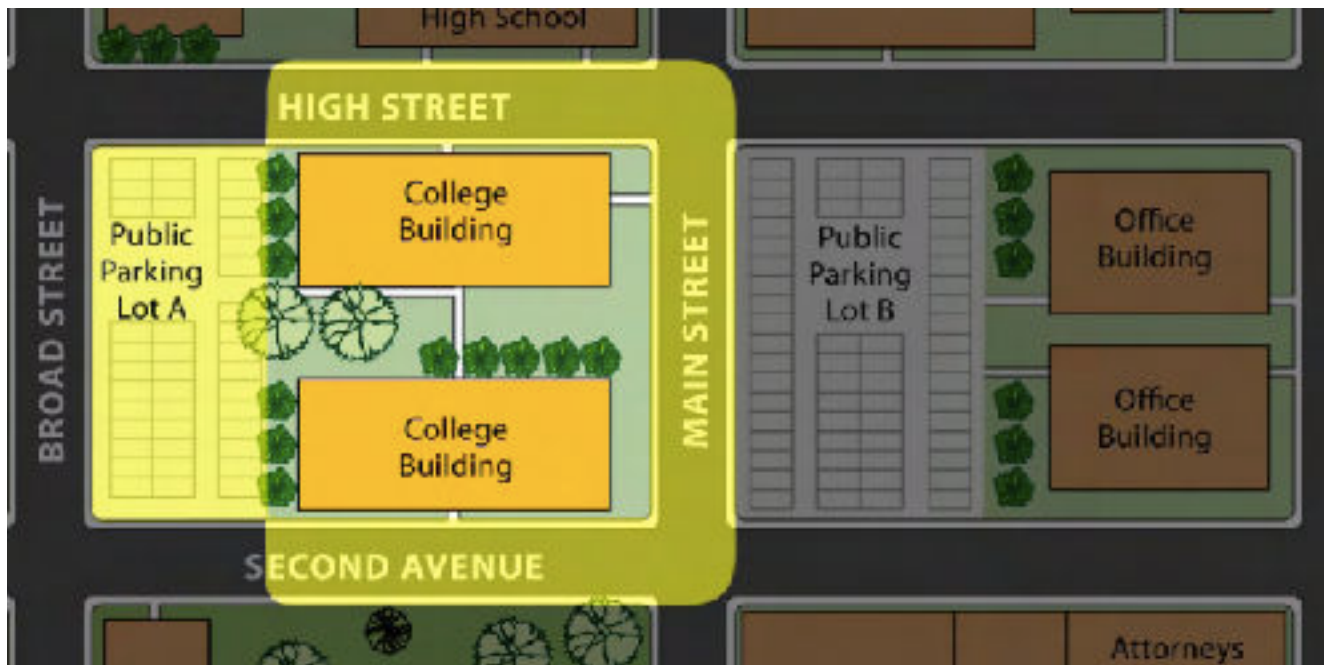 High School
HIGH STREET
College
Building
Public
Parking
Lot A
BROAD STREET
MAIN STREET
Public
Parking
Lot B
Office
Building
College
Building
Office
Building
SECOND AVENUE
Attorneys